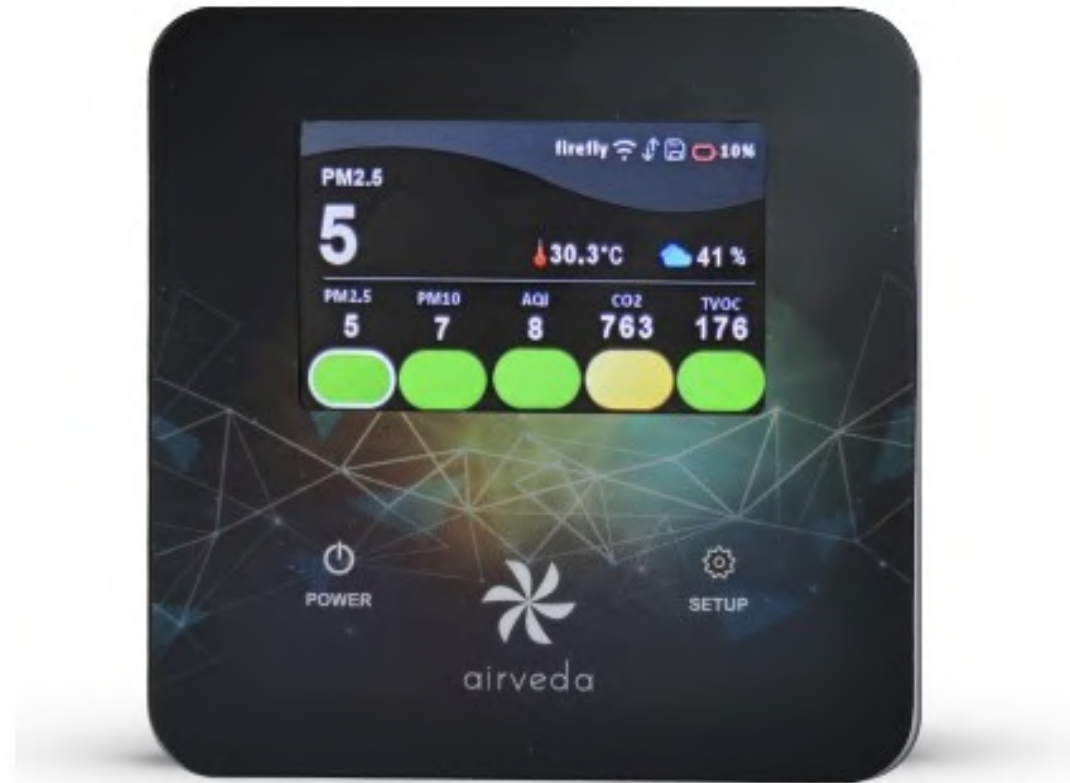 firefly 10%
PM2.5
5
30.3°C 41 %
PM2.5 PM10 AQI CO2 TVOC
5 7 8 763 176
POWER SETUP
airveda